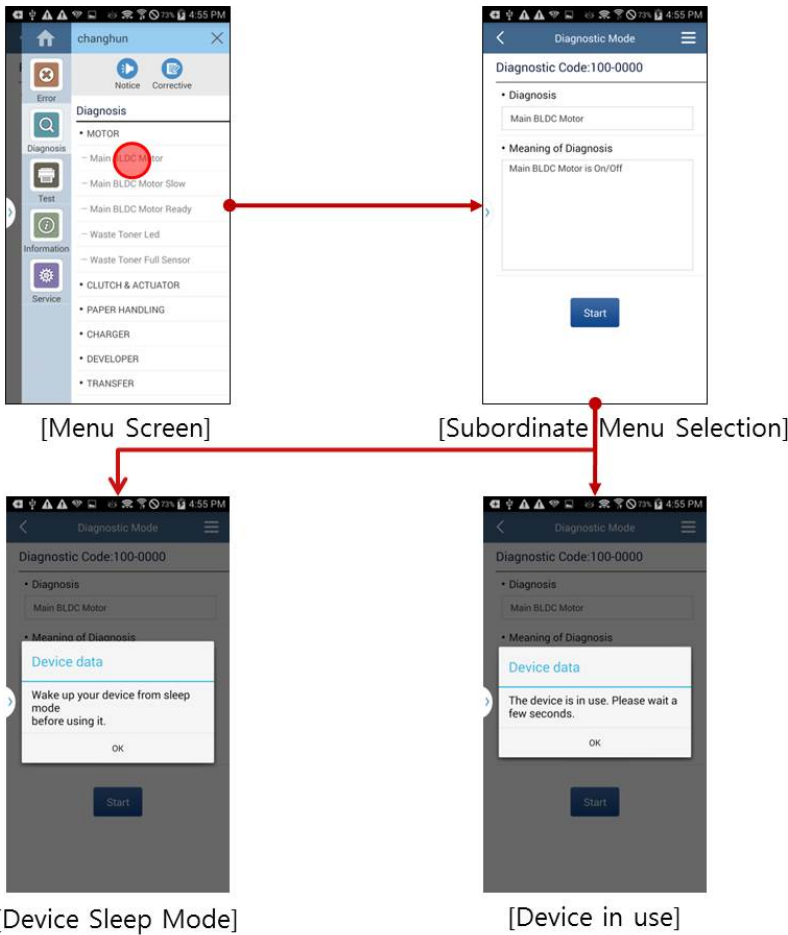 73% 4:55 PM
changhun
Notice Corrective
Error
Diagnosis
Test
Information
Service
Diagnosis
• MOTOR
– Main BLDC Motor
– Main BLDC Motor Slow
– Main BLDC Motor Ready
– Waste Toner Led
– Waste Toner Full Sensor
• CLUTCH & ACTUATOR
• PAPER HANDLING
• CHARGER
• DEVELOPER
• TRANSFER
[Menu Screen]
73% 4:55 PM
Diagnostic Mode
Diagnostic Code:100-0000
• Diagnosis
Main BLDC Motor
• Meaning of Diagnosis
Main BLDC Motor is On/Off
Start
[Subordinate Menu Selection]
73% 4:55 PM
Diagnostic Mode
Diagnostic Code:100-0000
• Diagnosis
Main BLDC Motor
• Meaning of Diagnosis
Device data
Wake up your device from sleep
mode
before using it.
OK
Start
[Device Sleep Mode]
73% 4:55 PM
Diagnostic Mode
Diagnostic Code:100-0000
• Diagnosis
Main BLDC Motor
• Meaning of Diagnosis
Device data
The device is in use. Please wait a
few seconds.
OK
Start
[Device in use]